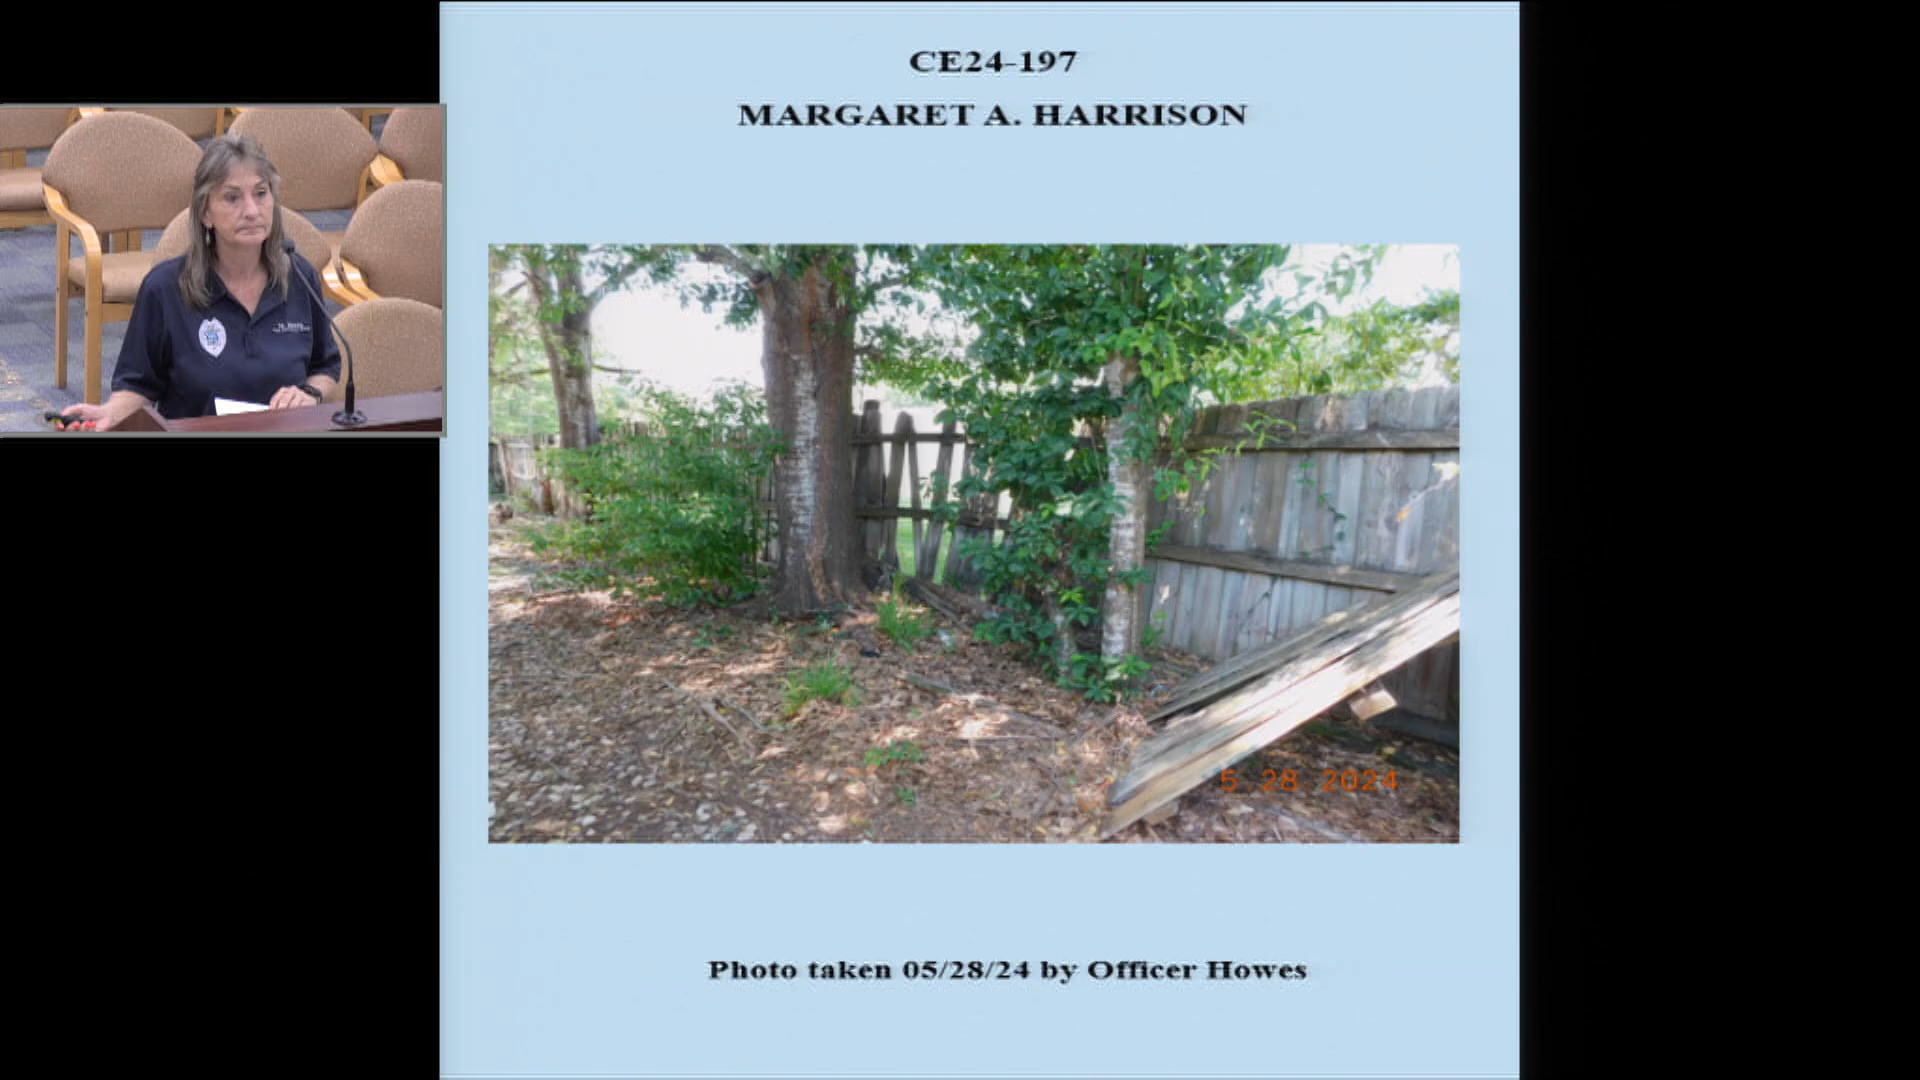 CE24-197
MARGARET A. HARRISON
5.28.2024
Photo taken 05/28/24 by Officer Howes